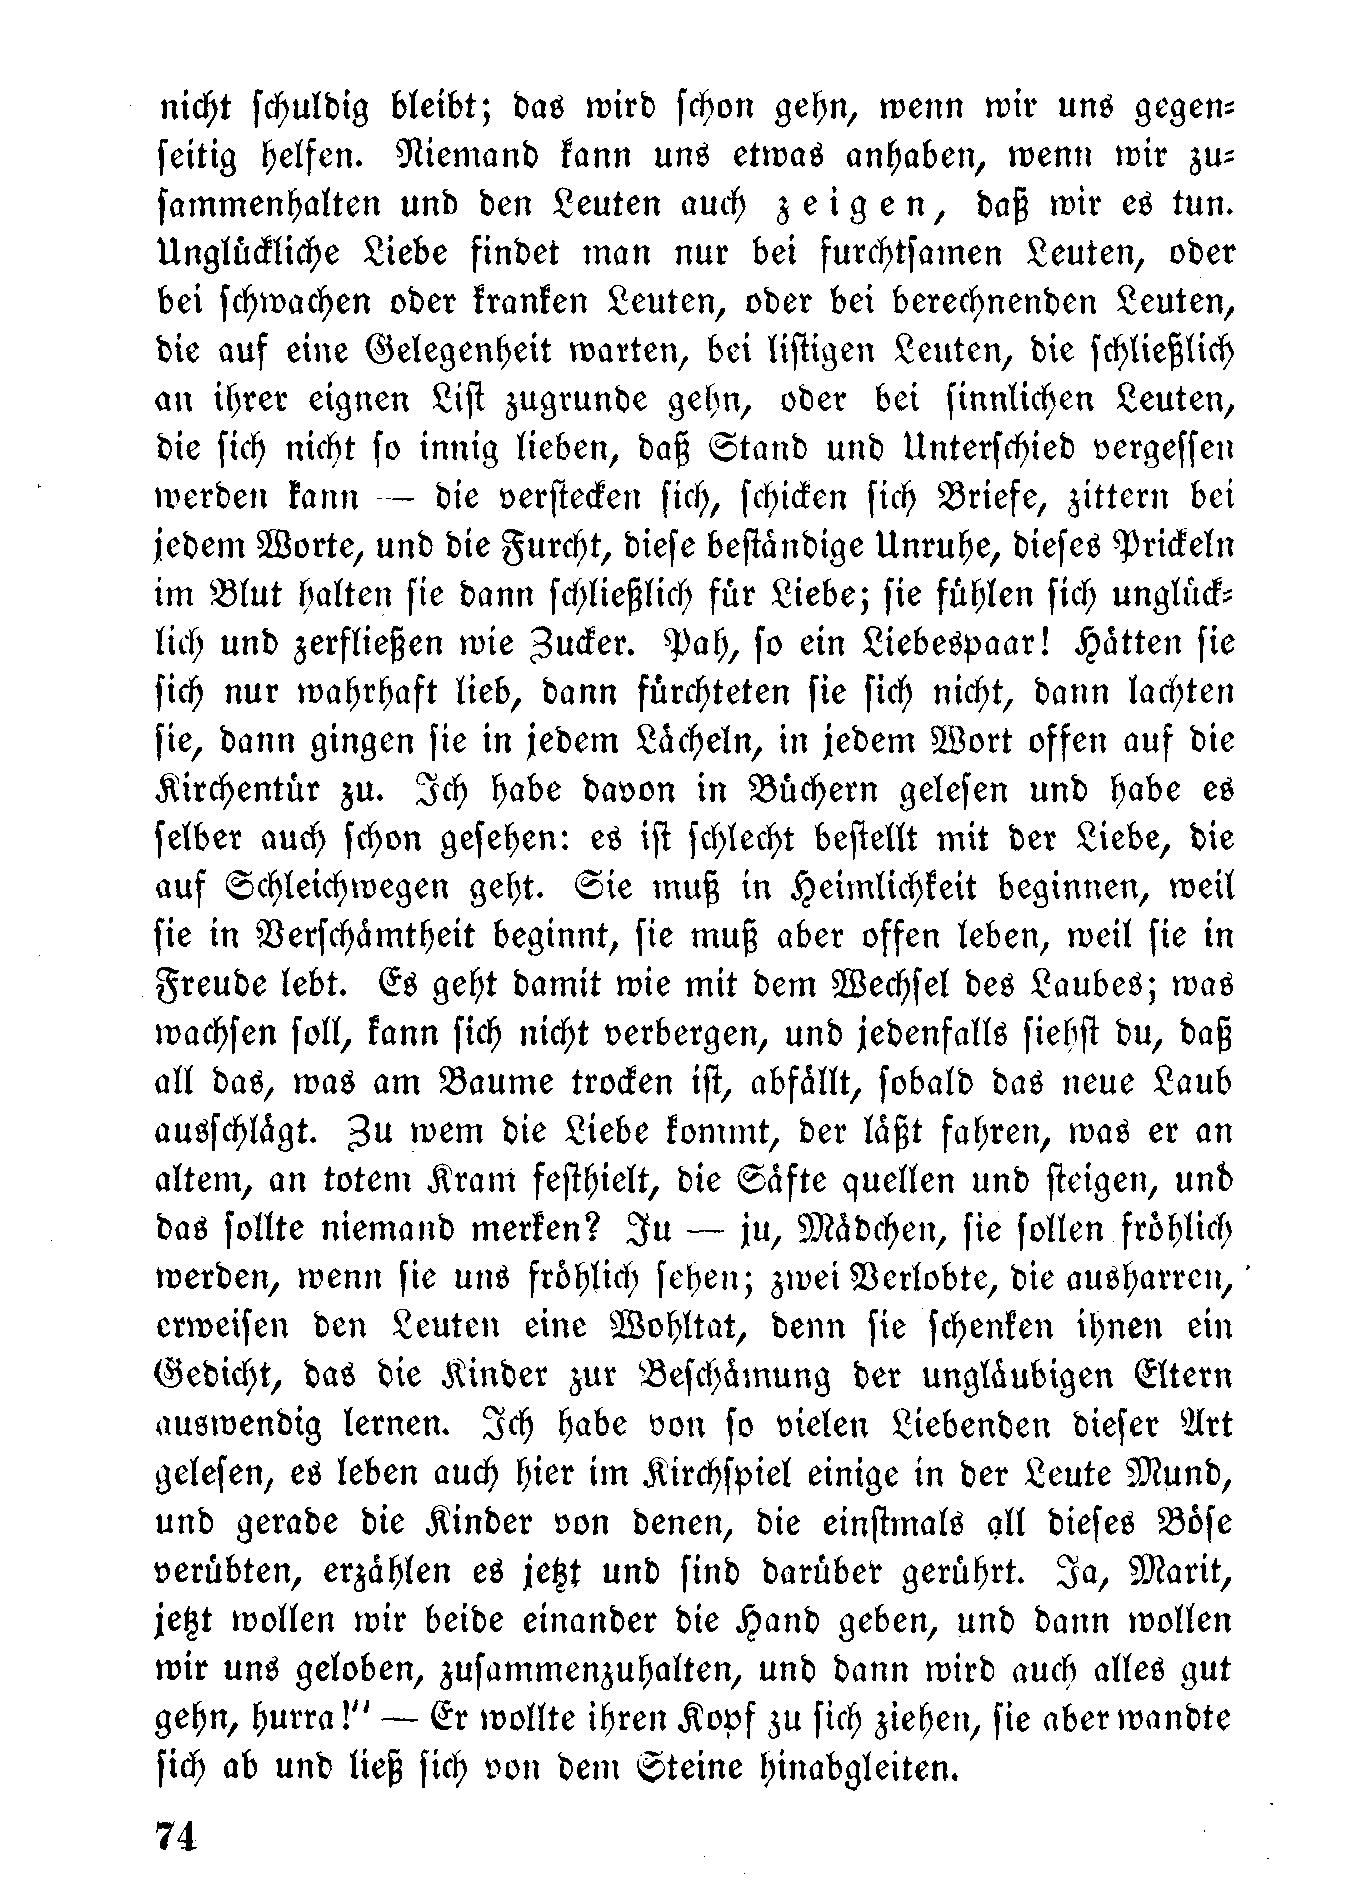 nicht schuldig bleibt; das wird schon gehn, wenn wir uns gegen-
seitig helfen. Niemand kann uns etwas anhaben, wenn wir zu-
sammenhalten und den Leuten auch zeigen, daß wir es tun.
Unglückliche Liebe findet man nur bei furchtsamen Leuten, oder
bei schwachen oder kranken Leuten, oder bei berechnenden Leuten,
die auf eine Gelegenheit warten, bei listigen Leuten, die schließlich
an ihrer eignen List zugrunde gehn, oder bei sinnlichen Leuten,
die sich nicht so innig lieben, daß Stand und Unterschied vergessen
werden kann — die verstecken sich, schicken sich Briefe, zittern bei
jedem Worte, und die Furcht, diese beständige Unruhe, dieses Prickeln
im Blut halten sie dann schließlich für Liebe; sie fühlen sich unglück-
lich und zerfließen wie Zucker. Pah, so ein Liebespaar! Hätten sie
sich nur wahrhaft lieb, dann fürchteten sie sich nicht, dann lachten
sie, dann gingen sie in jedem Lächeln, in jedem Wort offen auf die
Kirchentür zu. Ich habe davon in Büchern gelesen und habe es
selber auch schon gesehen: es ist schlecht bestellt mit der Liebe, die
auf Schleichwegen geht. Sie muß in Heimlichkeit beginnen, weil
sie in Verschämtheit beginnt, sie muß aber offen leben, weil sie in
Freude lebt. Es geht damit wie mit dem Wechsel des Laubes; was
wachsen soll, kann sich nicht verbergen, und jedenfalls siehst du, daß
all das, was am Baume trocken ist, abfällt, sobald das neue Laub
ausschlägt. Zu wem die Liebe kommt, der läßt fahren, was er an
altem, an totem Kram festhielt, die Säfte quellen und steigen, und
das sollte niemand merken? Ju — ju, Mädchen, sie sollen fröhlich
werden, wenn sie uns fröhlich sehen; zwei Verlobte, die ausharren,
erweisen den Leuten eine Wohltat, denn sie schenken ihnen ein
Gedicht, das die Kinder zur Beschämung der ungläubigen Eltern
auswendig lernen. Ich habe von so vielen Liebenden dieser Art
gelesen, es leben auch hier im Kirchspiel einige in der Leute Mund,
und gerade die Kinder von denen, die einstmals all dieses Böse
verübten, erzählen es jetzt und sind darüber gerührt. Ja, Marit,
jetzt wollen wir beide einander die Hand geben, und dann wollen
wir uns geloben, zusammenzuhalten, und dann wird auch alles gut
gehn, hurra!“ — Er wollte ihren Kopf zu sich ziehen, sie aber wandte
sich ab und ließ sich von dem Steine hinabgleiten.
74